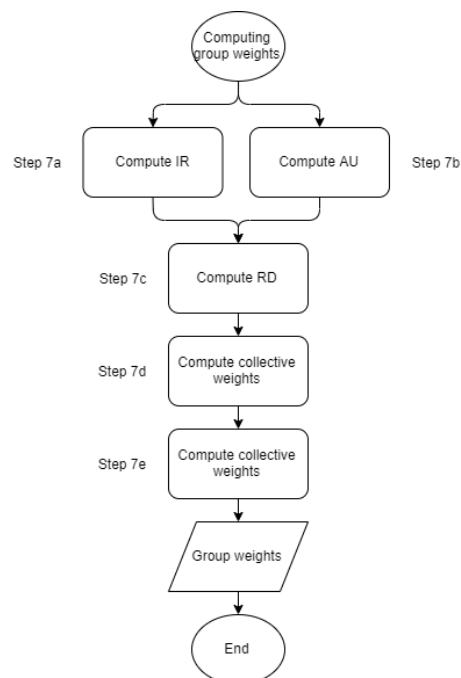 Computing
group weights
Step 7a
Compute IR
Compute AU
Step 7b
Step 7c
Compute RD
Step 7d
Compute collective
weights
Step 7e
Compute collective
weights
Group weights
End